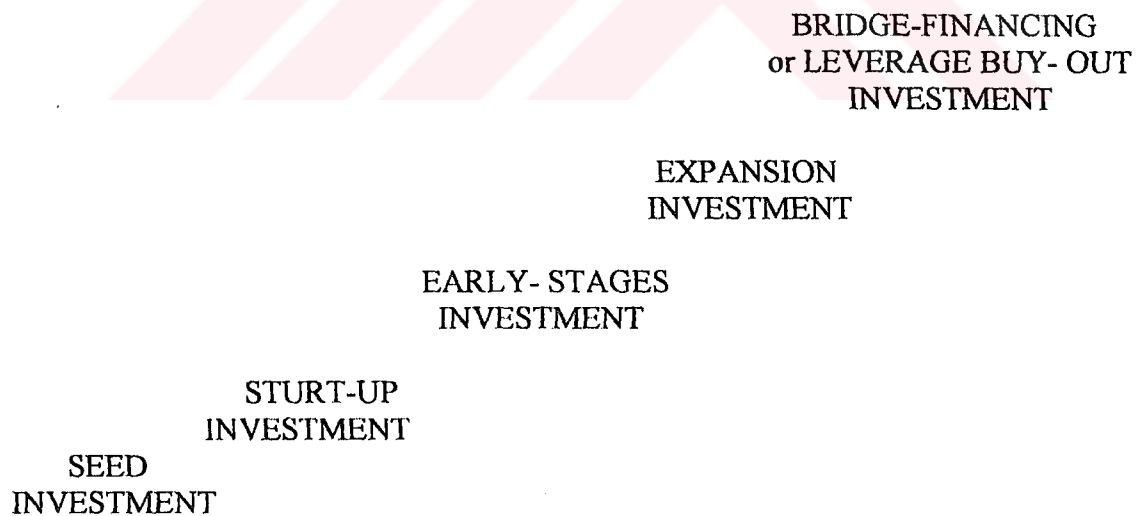 BRIDGE-FINANCING
or LEVERAGE BUY- OUT
INVESTMENT
EXPANSION
INVESTMENT
EARLY- STAGES
INVESTMENT
STURT-UP
INVESTMENT
SEED
INVESTMENT